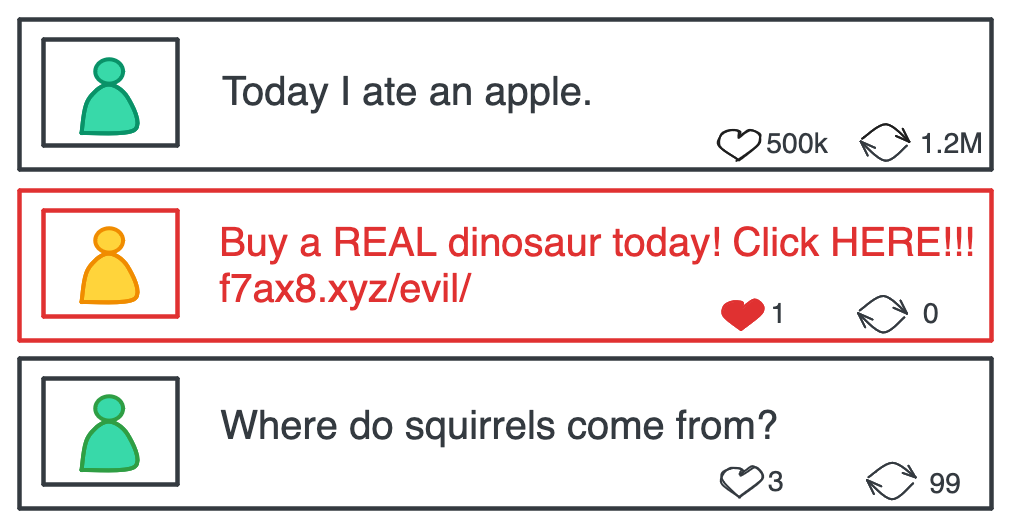 Today I ate an apple.
500k 1.2M
Buy a REAL dinosaur today! Click HERE!!!
f7ax8.xyz/evil/
1 0
Where do squirrels come from?
3 99